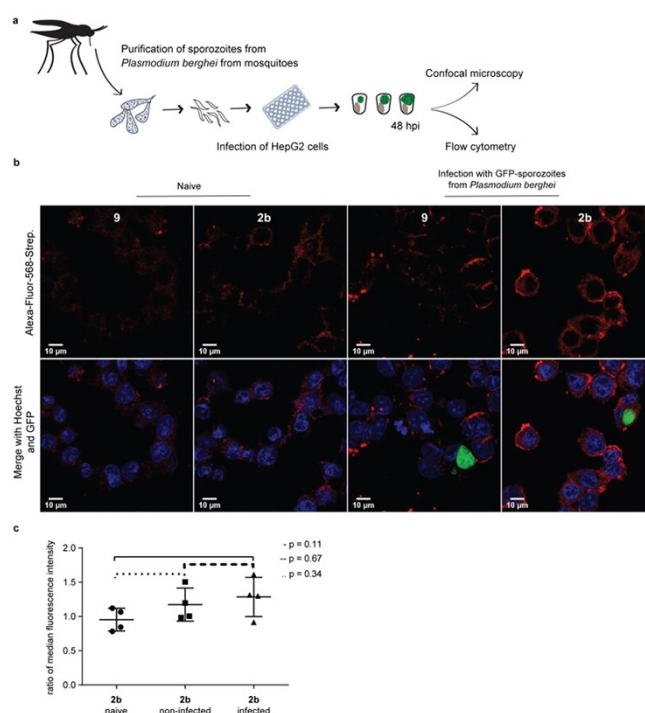 a
Purification of sporozoites from
Plasmodium berghei from mosquitoes
Confocal microscopy
48 hpi
Infection of HepG2 cells
Flow cytometry
b
Naive
Infection with GFP-sporozoites
from Plasmodium berghei
Alexa-Fluor-568-Strep.
9
2b
9
2b
10 μm
10 μm
10 μm
10 μm
Merge with Hoechst
and GFP
10 μm
10 μm
10 μm
10 μm
c
ratio of median fluorescence intensity
2.0
1.5
1.0
0.5
0.0
- p = 0.11
-- p = 0.67
.. p = 0.34
2b
naive
2b
non-infected
2b
infected